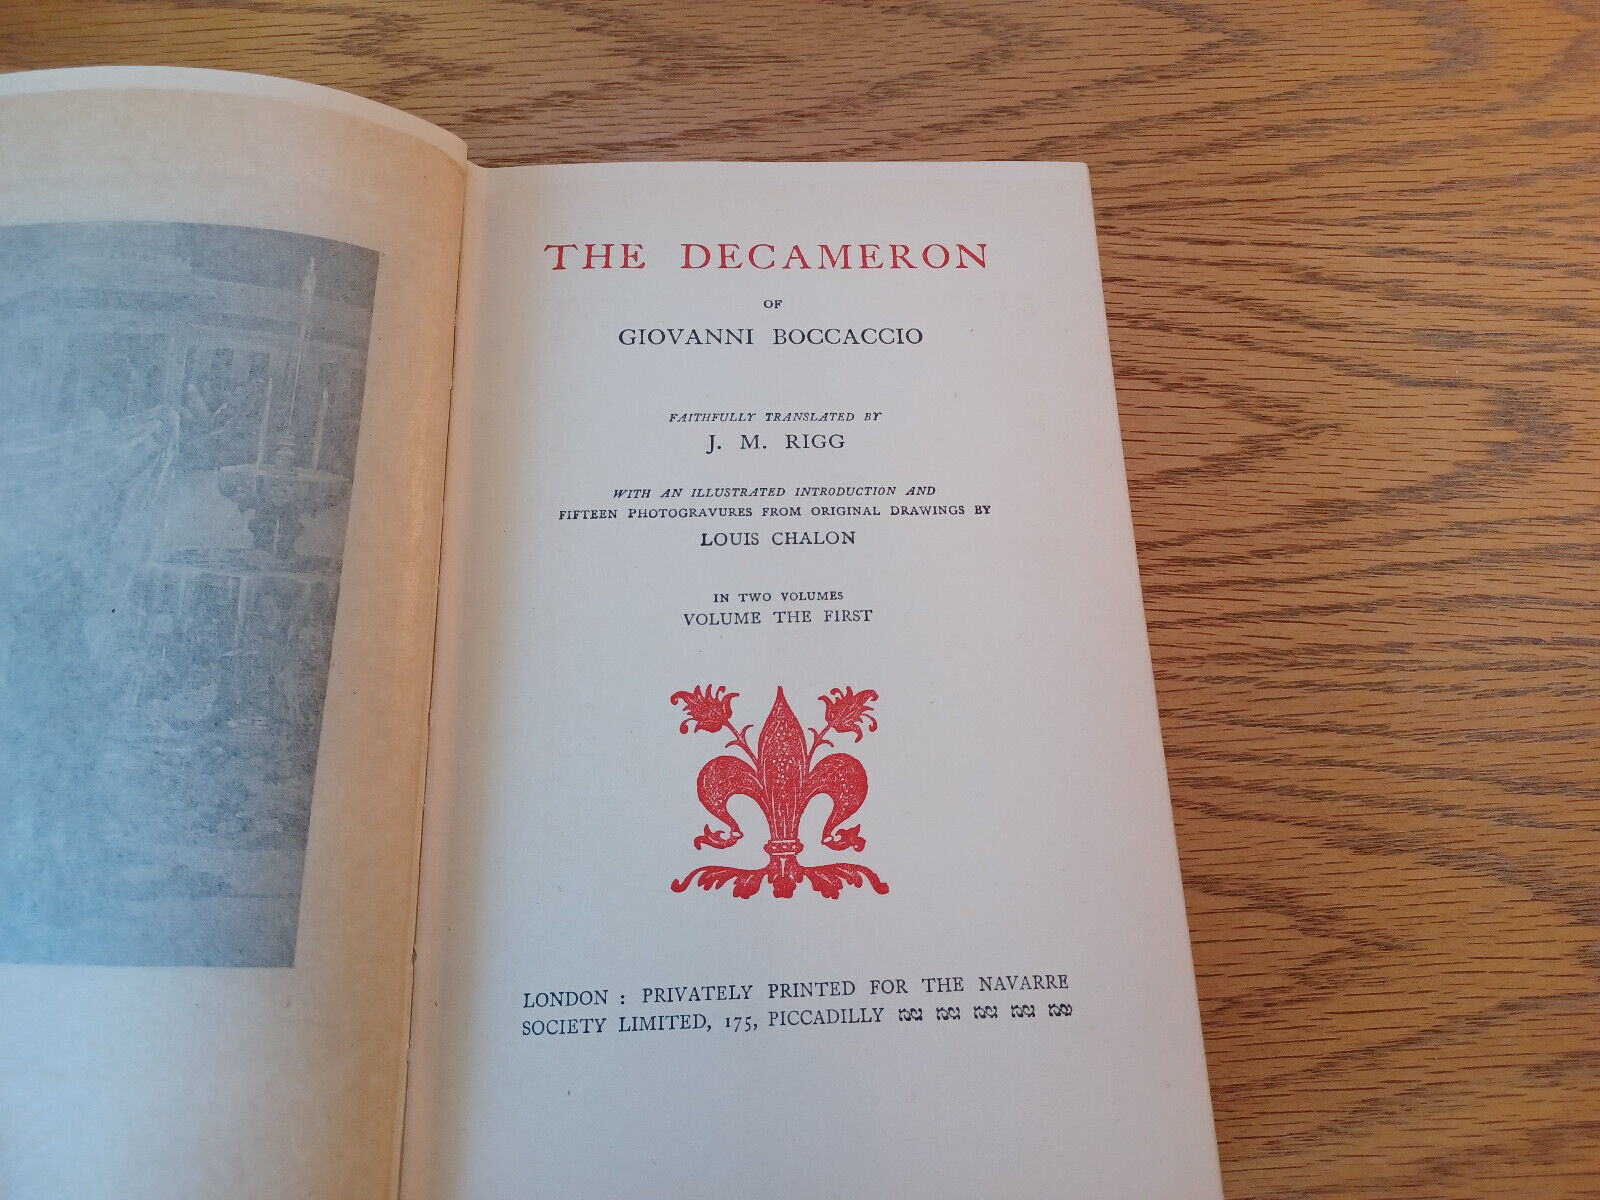 THE DECAMERON
OF
GIOVANNI BOCCACCIO
FAITHFULLY TRANSLATED BY
J. M. RIGG
WITH AN ILLUSTRATED INTRODUCTION AND
FIFTEEN PHOTOGRAVURES FROM ORIGINAL DRAWINGS BY
LOUIS CHALON
IN TWO VOLUMES
VOLUME THE FIRST
LONDON : PRIVATELY PRINTED FOR THE NAVARRE
SOCIETY LIMITED, 175, PICCADILLY